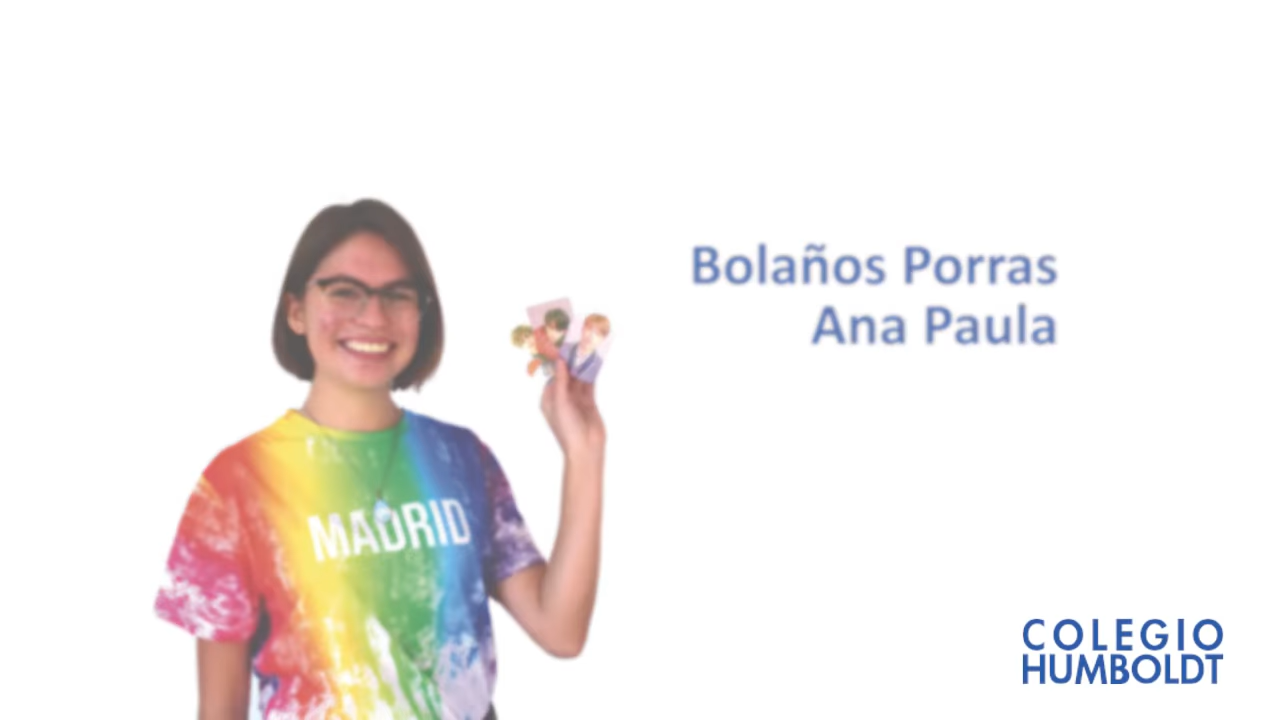 Bolaños Porras
Ana Paula
MADRID
COLEGIO
HUMBOLDT